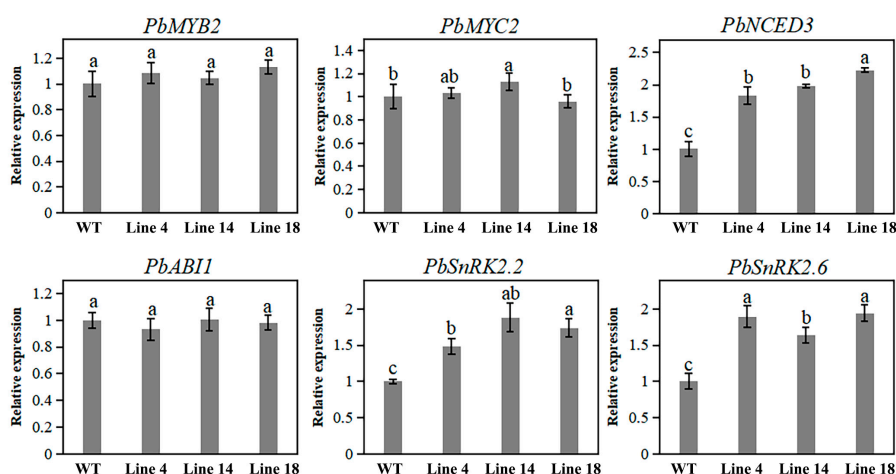 PbMYB2
Relative expression
1.2
1
0.8
0.6
0.4
0.2
0
a
a
a
a
WT
Line 4
Line 14
Line 18
PbMYC2
Relative expression
1.4
1.2
1
0.8
0.6
0.4
0.2
0
b
ab
a
b
WT
Line 4
Line 14
Line 18
PbNCED3
Relative expression
2.5
2
1.5
1
0.5
0
c
b
b
a
WT
Line 4
Line 14
Line 18
PbABI1
Relative expression
1.2
1
0.8
0.6
0.4
0.2
0
a
a
a
a
WT
Line 4
Line 14
Line 18
PbSnRK2.2
Relative expression
2
1.5
1
0.5
0
c
b
ab
a
WT
Line 4
Line 14
Line 18
PbSnRK2.6
Relative expression
2
1.5
1
0.5
0
c
a
b
a
WT
Line 4
Line 14
Line 18